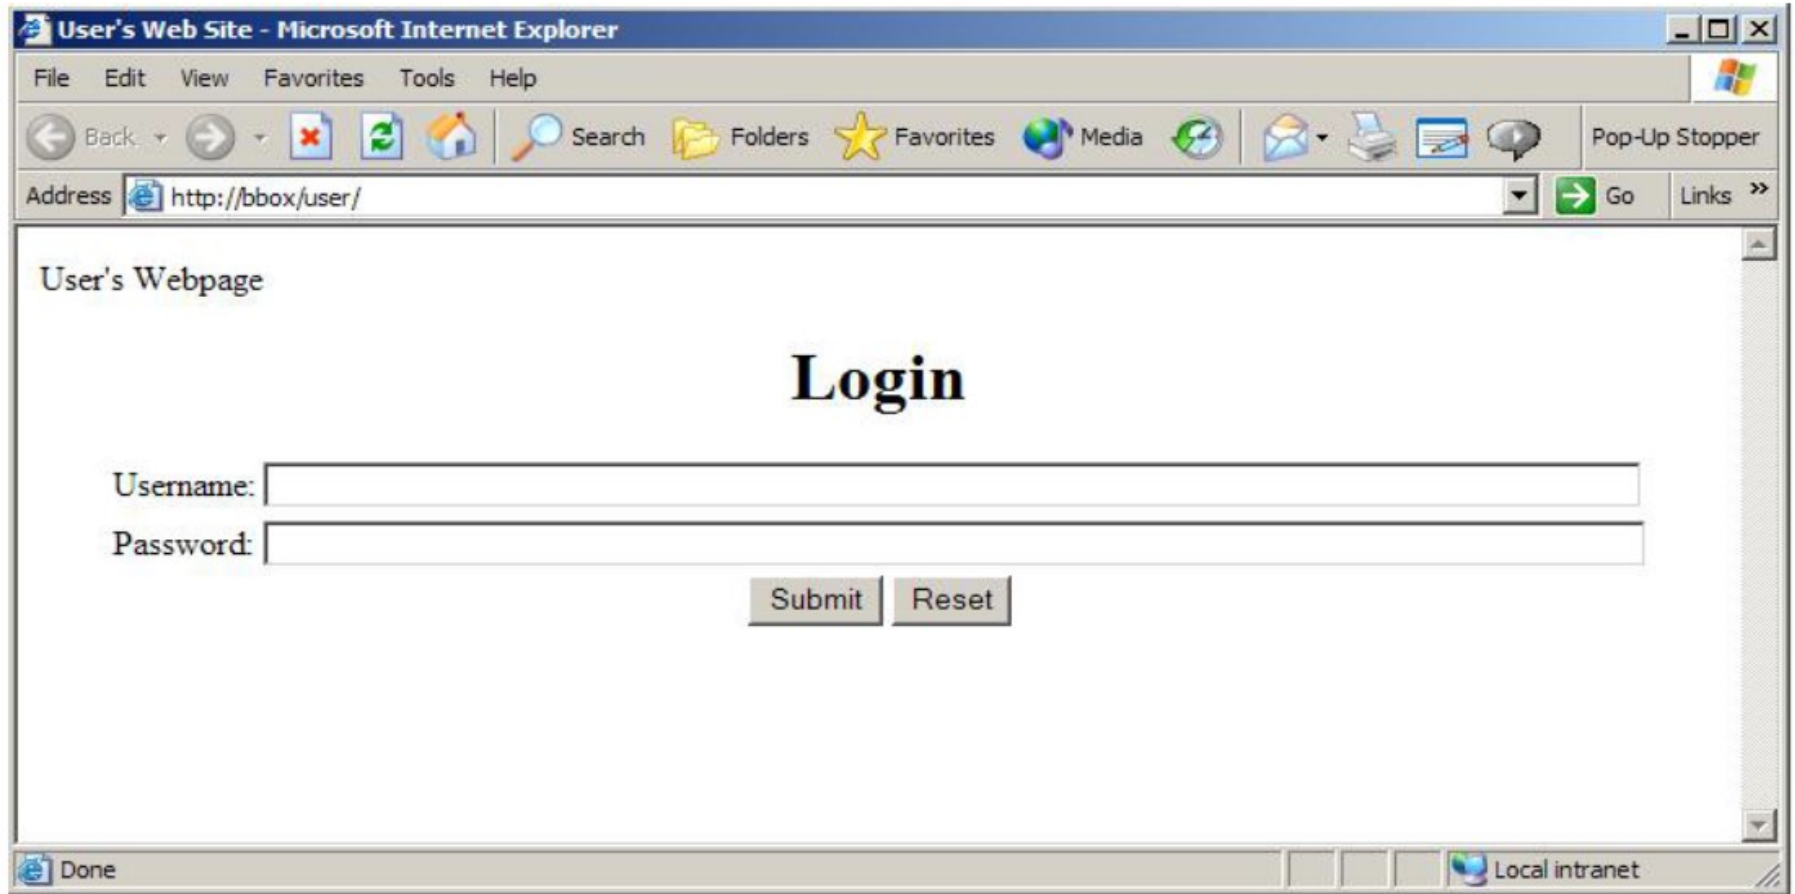 User's Web Site - Microsoft Internet Explorer
File Edit View Favorites Tools Help
Back Search Folders Favorites Media Pop-Up Stopper
Address http://bbox/user/ Go Links »
User's Webpage
Login
Username:
Password:
Submit Reset
Done Local intranet